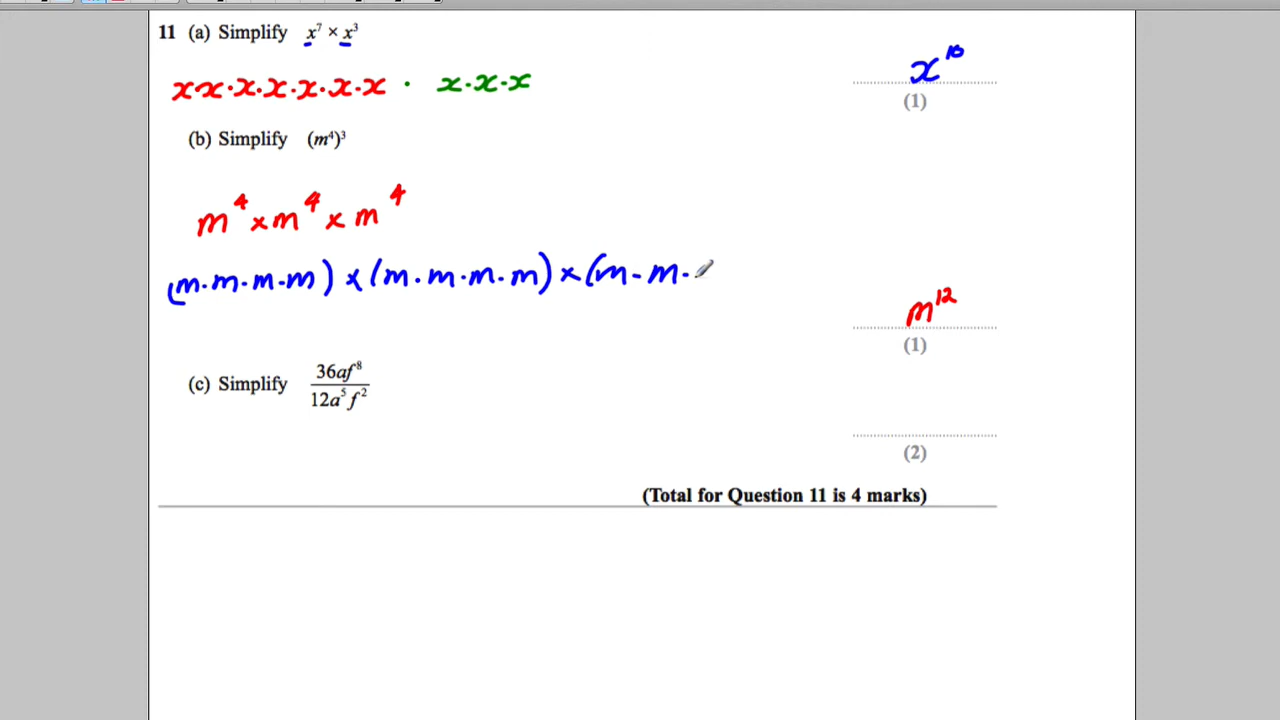 11 (a) Simplify x⁷ × x³
x¹⁰
x·x·x·x·x·x·x · x·x·x
(1)
(b) Simplify (m⁴)³
m⁴ × m⁴ × m⁴
(m·m·m·m) × (m·m·m·m) × (m·m·
m¹²
(1)
(c) Simplify 36af⁸ / 12a⁵f²
(2)
(Total for Question 11 is 4 marks)